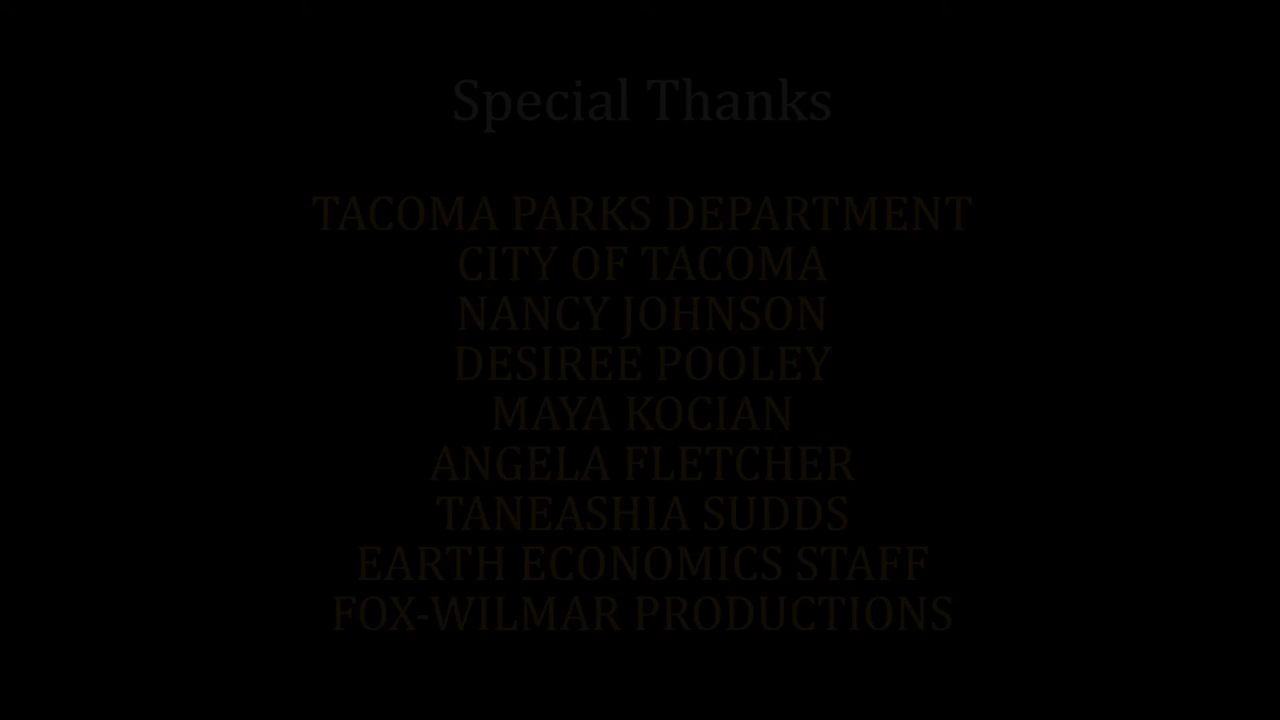 Special Thanks
TACOMA PARKS DEPARTMENT
CITY OF TACOMA
NANCY JOHNSON
DESIREE POOLEY
MAYA KOCIAN
ANGELA FLETCHER
TANEASHIA SUDDS
EARTH ECONOMICS STAFF
FOX-WILMAR PRODUCTIONS